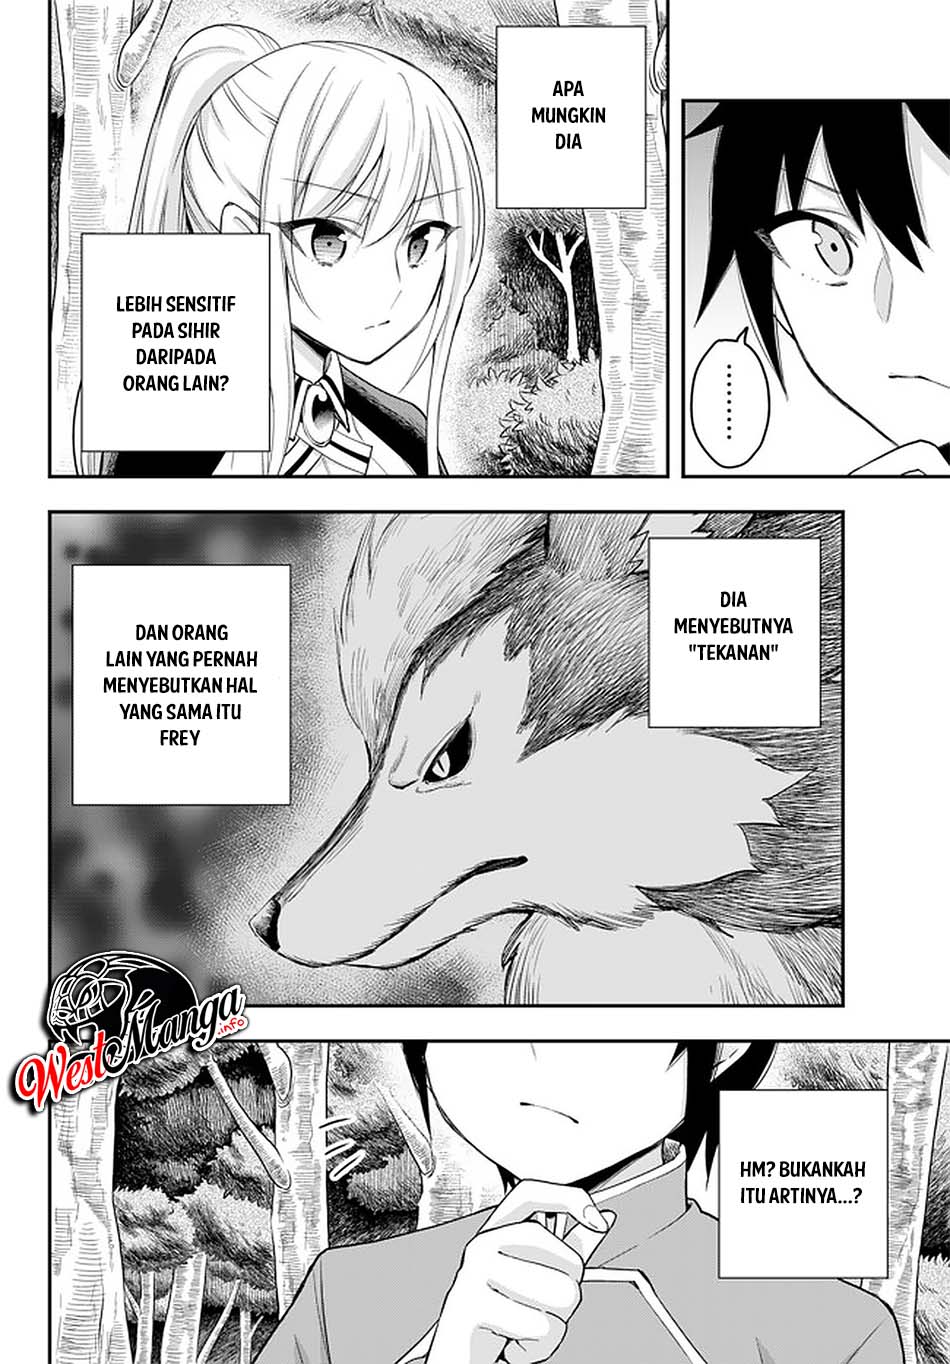 .........
APA
MUNGKIN
DIA
LEBIH SENSITIF
PADA SIHIR
DARIPADA
ORANG LAIN?
DIA
MENYEBUTNYA
"TEKANAN"
DAN ORANG
LAIN YANG PERNAH
MENYEBUTKAN HAL
YANG SAMA ITU
FREY
WestManga
.info
HM? BUKANKAH
ITU ARTINYA...?